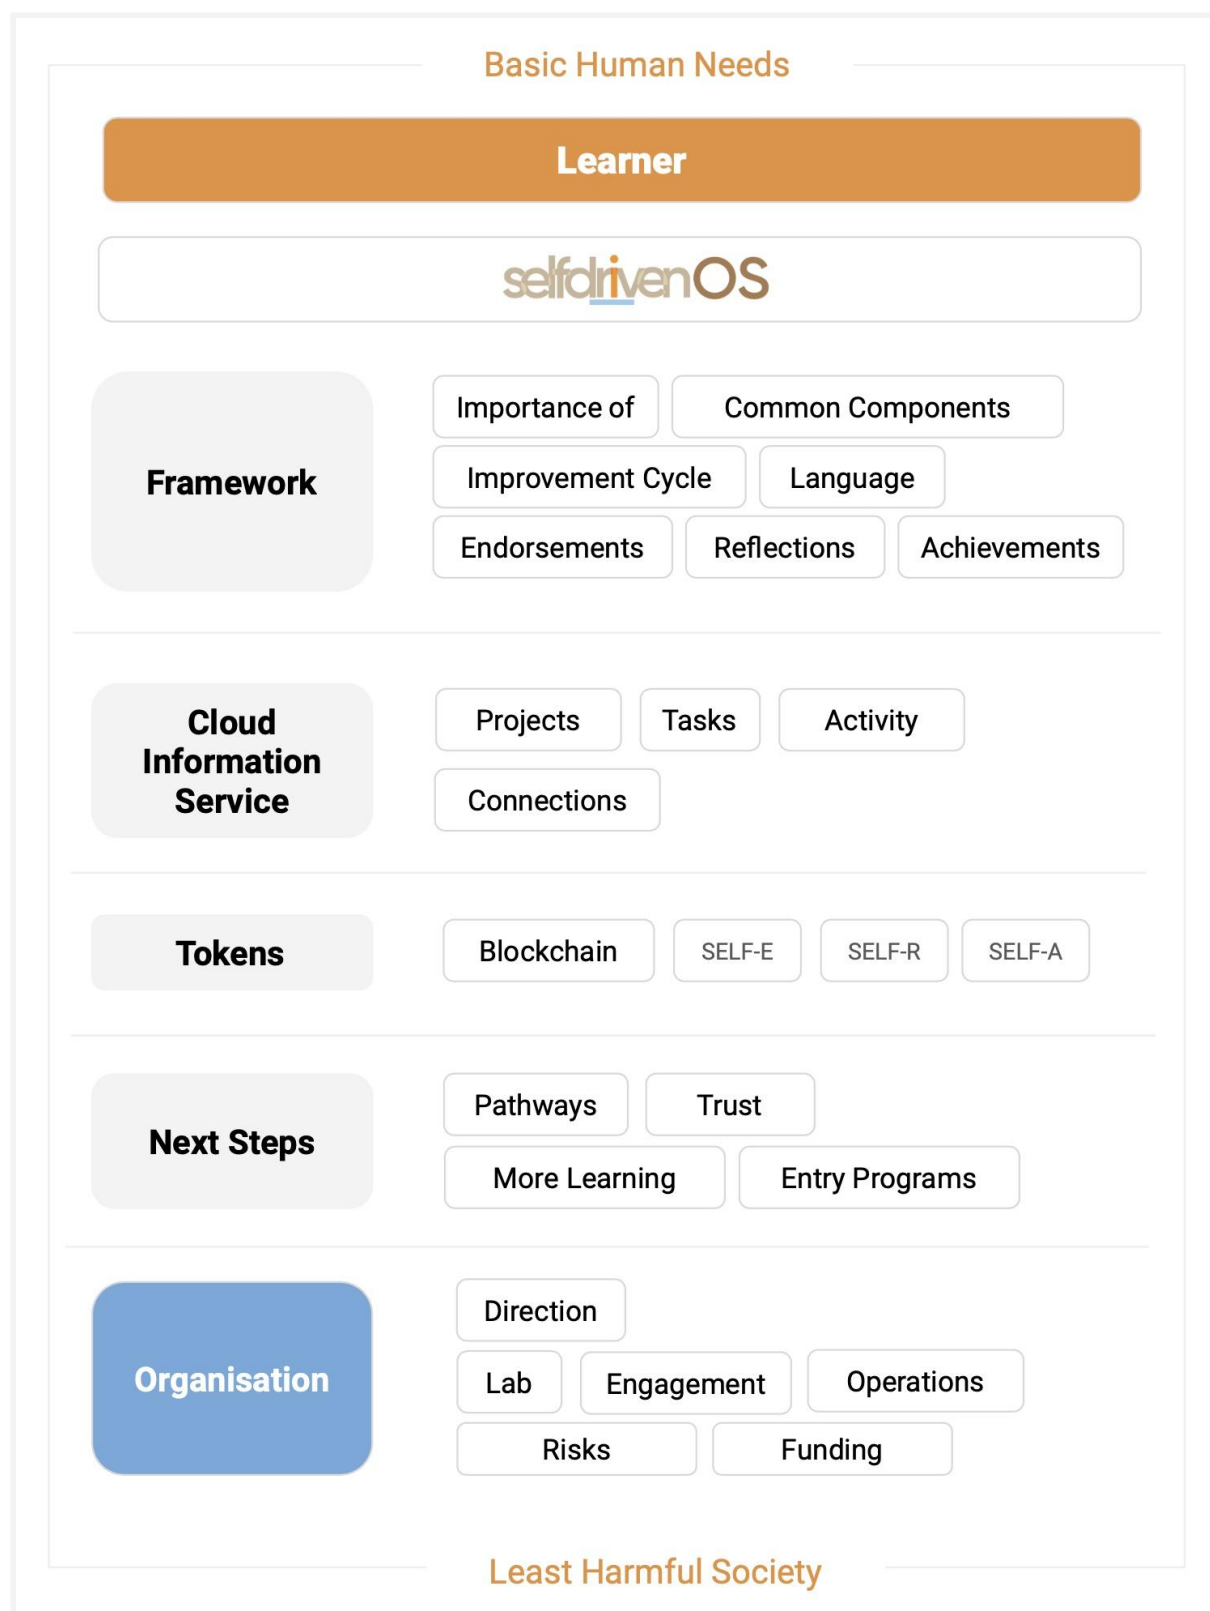 Basic Human Needs
Learner
selfdrivenOS
Framework
Importance of
Common Components
Improvement Cycle
Language
Endorsements
Reflections
Achievements
Cloud
Information
Service
Projects
Tasks
Activity
Connections
Tokens
Blockchain
SELF-E
SELF-R
SELF-A
Next Steps
Pathways
Trust
More Learning
Entry Programs
Organisation
Direction
Lab
Engagement
Operations
Risks
Funding
Least Harmful Society